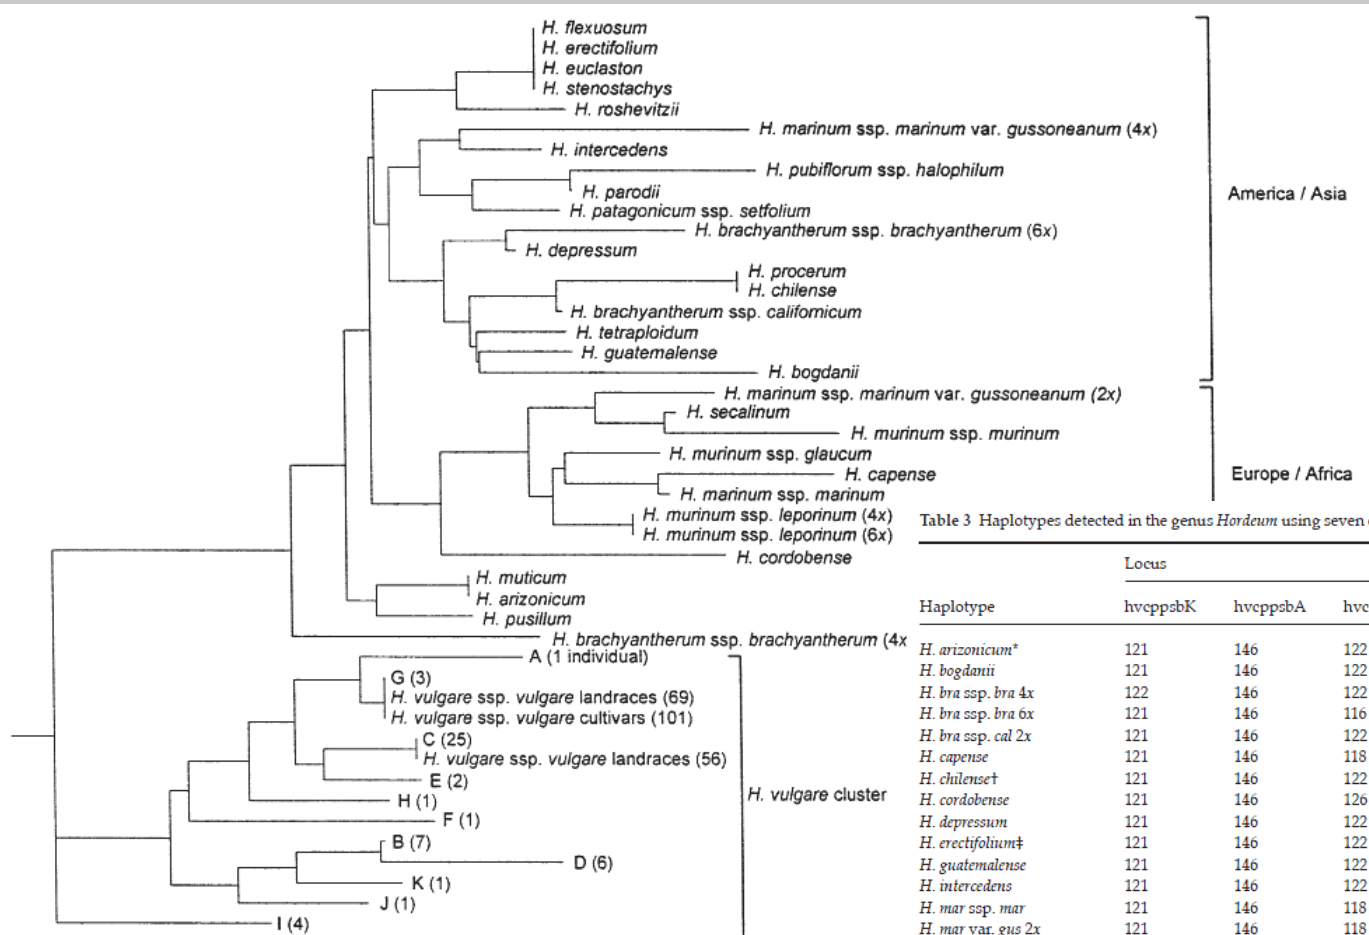 H. flexuosum
H. erectifolium
H. euclaston
H. stenostachys
H. roshevitzii
H. marinum ssp. marinum var. gussoneanum (4x)
H. intercedens
H. pubiflorum ssp. halophilum
H. parodii
H. patagonicum ssp. setfolium
H. brachyantherum ssp. brachyantherum (6x)
H. depressum
H. procerum
H. chilense
H. brachyantherum ssp. californicum
H. tetraploidum
H. guatemalense
H. bogdanii
America / Asia
H. marinum ssp. marinum var. gussoneanum (2x)
H. secalinum
H. murinum ssp. murinum
H. murinum ssp. glaucum
H. capense
H. marinum ssp. marinum
H. murinum ssp. leporinum (4x)
H. murinum ssp. leporinum (6x)
H. cordobense
Europe / Africa
H. muticum
H. arizonicum
H. pusillum
H. brachyantherum ssp. brachyantherum (4x
A (1 individual)
G (3)
H. vulgare ssp. vulgare landraces (69)
H. vulgare ssp. vulgare cultivars (101)
C (25)
H. vulgare ssp. vulgare landraces (56)
E (2)
H (1)
F (1)
B (7)
D (6)
K (1)
J (1)
I (4)
H. vulgare cluster
Table 3 Haplotypes detected in the genus Hordeum using seven
Locus
Haplotype hvcppsbK hvcppsbA hvc
H. arizonicum* 121 146 122
H. bogdanii 121 146 122
H. bra ssp. bra 4x 122 146 122
H. bra ssp. bra 6x 121 146 116
H. bra ssp. cal 2x 121 146 122
H. capense 121 146 118
H. chilense† 121 146 122
H. cordobense 121 146 126
H. depressum 121 146 122
H. erectifolium‡ 121 146 122
H. guatemalense 121 146 122
H. intercedens 121 146 122
H. mar ssp. mar 121 146 118
H. mar var. gus 2x 121 146 118